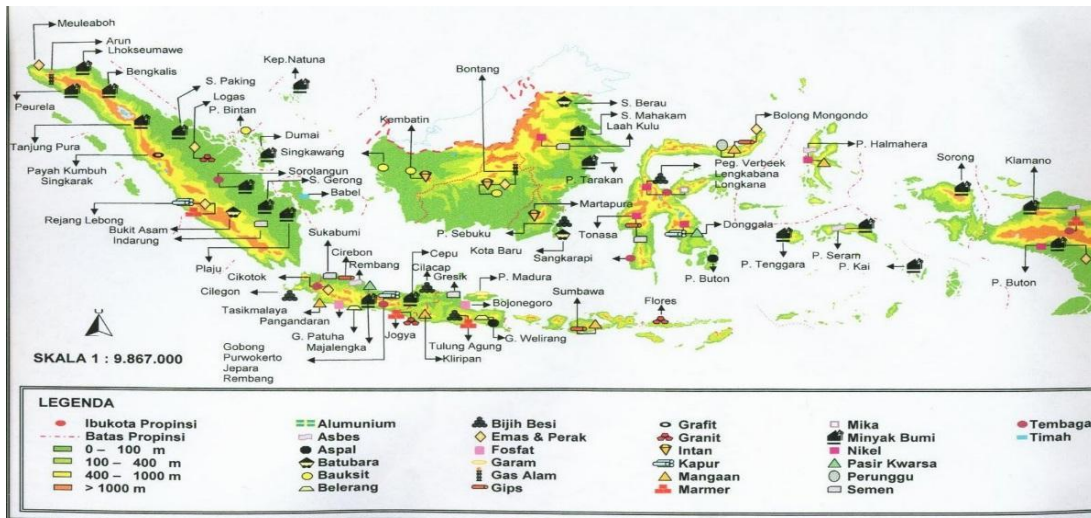 Meuleaboh
Arun
Lhokseumawe
Bengkalis
S. Paking
Logas
P. Bintan
Kep.Natuna
Dumai
Singkawang
Peurela
Tanjung Pura
Payah Kumbuh
Singkarak
Sorolangun
S. Gerong
Babel
Rejang Lebong
Bukit Asam
Indarung
Plaju
Kembatin
Bontang
S. Berau
S. Mahakam
Laah Kulu
P. Tarakan
Martapura
P. Sebuku
Kota Baru
Sangkarapi
Bolong Mongondo
P. Halmahera
Peg. Verbeek
Lengkabana
Longkana
Tonasa
Donggala
P. Buton
P. Tenggara
P. Seram
P. Kai
Sorong
Klamano
P. Buton
Sukabumi
Cirebon
Rembang
Cepu
Cilacap
Gresik
P. Madura
Cikotok
Cilegon
Tasikmalaya
Pangandaran
Bojonegoro
Sumbawa
Flores
G. Patuha
Majalengka
Jogya
Kliripan
Tulung Agung
G. Welirang
Gobong
Purwokerto
Jepara
Rembang
SKALA 1 : 9.867.000
LEGENDA
Ibukota Propinsi
Batas Propinsi
0 – 100 m
100 – 400 m
400 – 1000 m
> 1000 m
Alumunium
Asbes
Aspal
Batubara
Bauksit
Belerang
Bijih Besi
Emas & Perak
Fosfat
Garam
Gas Alam
Gips
Grafit
Granit
Intan
Kapur
Mangaan
Marmer
Mika
Minyak Bumi
Nikel
Pasir Kwarsa
Perunggu
Semen
Tembaga
Timah